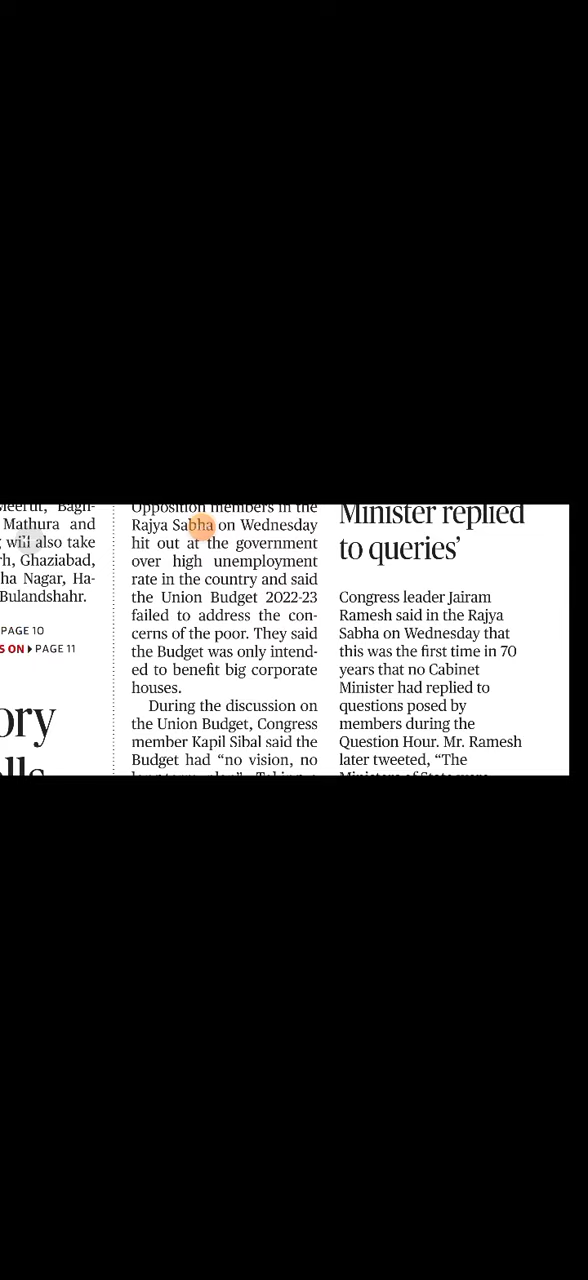 Mathura and
will also take
rh, Ghaziabad,
ha Nagar, Ha-
Bulandshahr.
PAGE 10
S ON PAGE 11
ory
Opposition members in the
Rajya Sabha on Wednesday
hit out at the government
over high unemployment
rate in the country and said
the Union Budget 2022-23
failed to address the con-
cerns of the poor. They said
the Budget was only intend-
ed to benefit big corporate
houses.
During the discussion on
the Union Budget, Congress
member Kapil Sibal said the
Budget had “no vision, no
Minister replied
to queries’
Congress leader Jairam
Ramesh said in the Rajya
Sabha on Wednesday that
this was the first time in 70
years that no Cabinet
Minister had replied to
questions posed by
members during the
Question Hour. Mr. Ramesh
later tweeted, “The